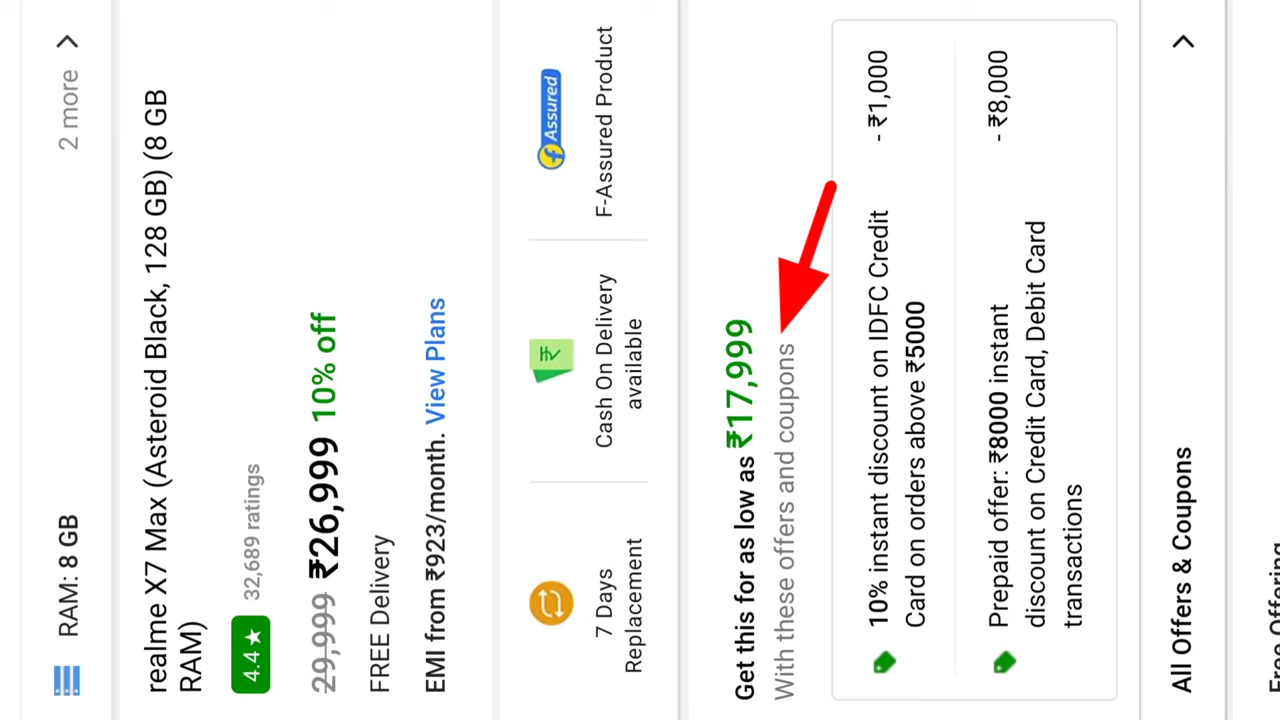 RAM: 8 GB
2 more
realme X7 Max (Asteroid Black, 128 GB) (8 GB
RAM)
4.4★ 32,689 ratings
29,999 ₹26,999 10% off
FREE Delivery
EMI from ₹923/month. View Plans
7 Days
Replacement
Cash On Delivery
available
Assured
F-Assured Product
Get this for as low as ₹17,999
With these offers and coupons
10% instant discount on IDFC Credit
Card on orders above ₹5000
- ₹1,000
Prepaid offer: ₹8000 instant
discount on Credit Card, Debit Card
transactions
- ₹8,000
All Offers & Coupons